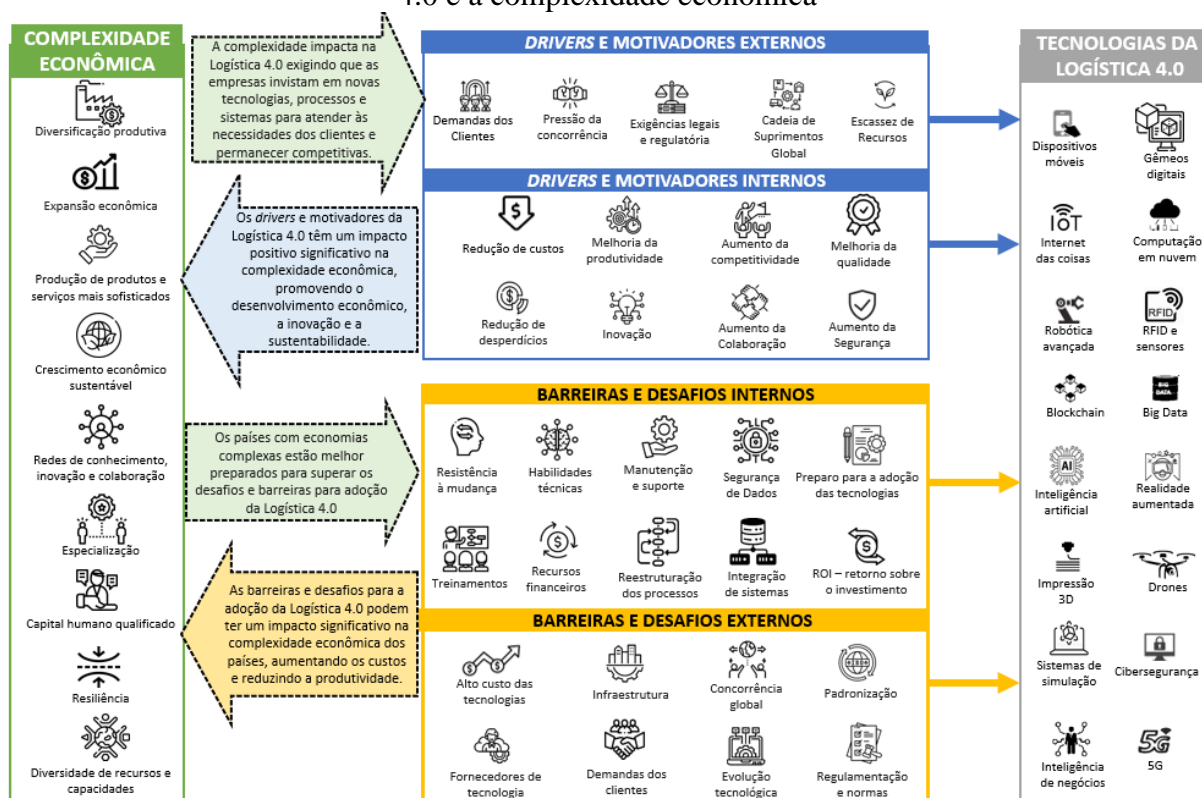 4.0 e a complexidade econômica
COMPLEXIDADE
ECONÔMICA
Diversificação produtiva
Expansão econômica
Produção de produtos e
serviços mais sofisticados
Crescimento econômico
sustentável
Redes de conhecimento,
inovação e colaboração
Especialização
Capital humano qualificado
Resiliência
Diversidade de recursos e
capacidades
A complexidade impacta na
Logística 4.0 exigindo que as
empresas invistam em novas
tecnologias, processos e
sistemas para atender às
necessidades dos clientes e
permanecer competitivas.
Os drivers e motivadores da
Logística 4.0 têm um impacto
positivo significativo na
complexidade econômica,
promovendo o
desenvolvimento econômico,
a inovação e a
sustentabilidade.
Os países com economias
complexas estão melhor
preparados para superar os
desafios e barreiras para adoção
da Logística 4.0
As barreiras e desafios para a
adoção da Logística 4.0 podem
ter um impacto significativo na
complexidade econômica dos
países, aumentando os custos
e reduzindo a produtividade.
DRIVERS E MOTIVADORES EXTERNOS
Demandas dos
Clientes
Pressão da
concorrência
Exigências legais
e regulatória
Cadeia de
Suprimentos
Global
Escassez de
Recursos
DRIVERS E MOTIVADORES INTERNOS
Redução de custos
Melhoria da
produtividade
Aumento da
competitividade
Melhoria da
qualidade
Redução de
desperdícios
Inovação
Aumento da
Colaboração
Aumento da
Segurança
BARREIRAS E DESAFIOS INTERNOS
Resistência
à mudança
Habilidades
técnicas
Manutenção
e suporte
Segurança
de Dados
Preparo para a adoção
das tecnologias
Treinamentos
Recursos
financeiros
Reestruturação
dos processos
Integração
de sistemas
ROI – retorno sobre
o investimento
BARREIRAS E DESAFIOS EXTERNOS
Alto custo das
tecnologias
Infraestrutura
Concorrência
global
Padronização
Fornecedores de
tecnologia
Demandas dos
clientes
Evolução
tecnológica
Regulamentação
e normas
TECNOLOGIAS DA
LOGÍSTICA 4.0
Dispositivos
móveis
Gêmeos
digitais
IoT
Internet
das coisas
Computação
em nuvem
Robótica
avançada
RFID
RFID e
sensores
Blockchain
BIG
DATA
Big Data
AI
Inteligência
artificial
Realidade
aumentada
Impressão
3D
Drones
Sistemas de
simulação
Cibersegurança
Inteligência
de negócios
5G
5G